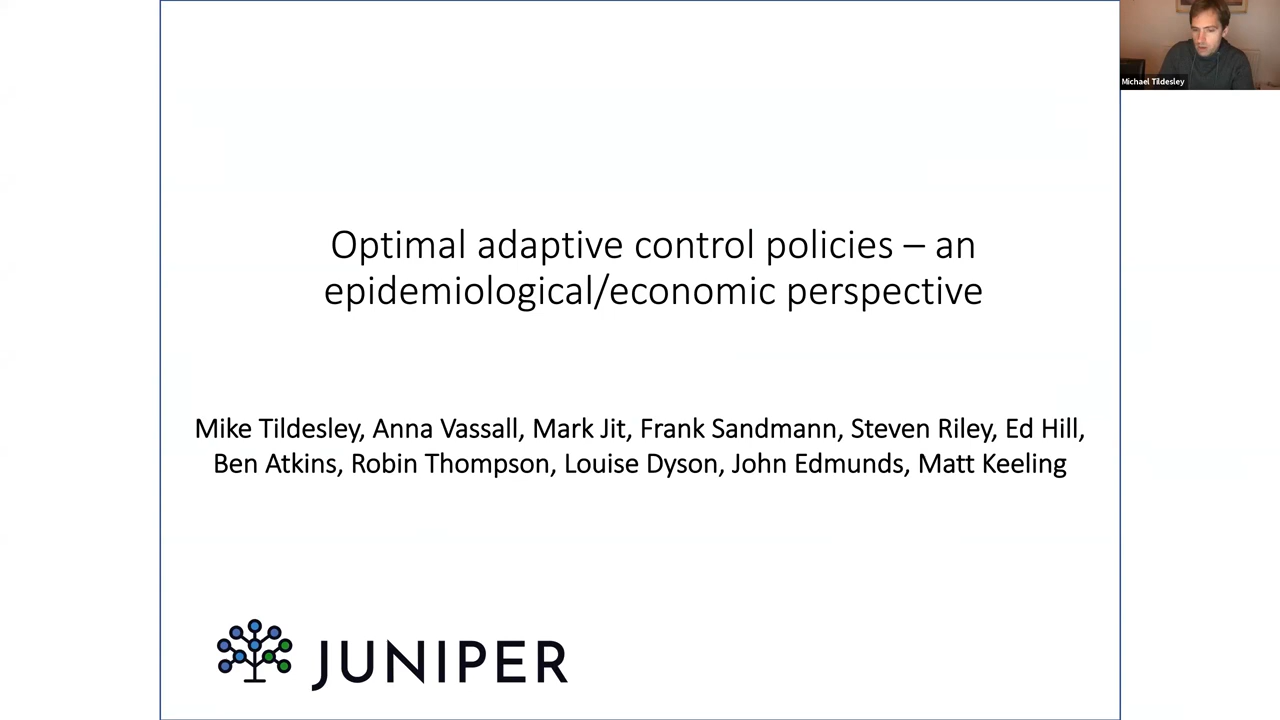 Michael Tildesley
Optimal adaptive control policies – an
epidemiological/economic perspective
Mike Tildesley, Anna Vassall, Mark Jit, Frank Sandmann, Steven Riley, Ed Hill,
Ben Atkins, Robin Thompson, Louise Dyson, John Edmunds, Matt Keeling
JUNIPER